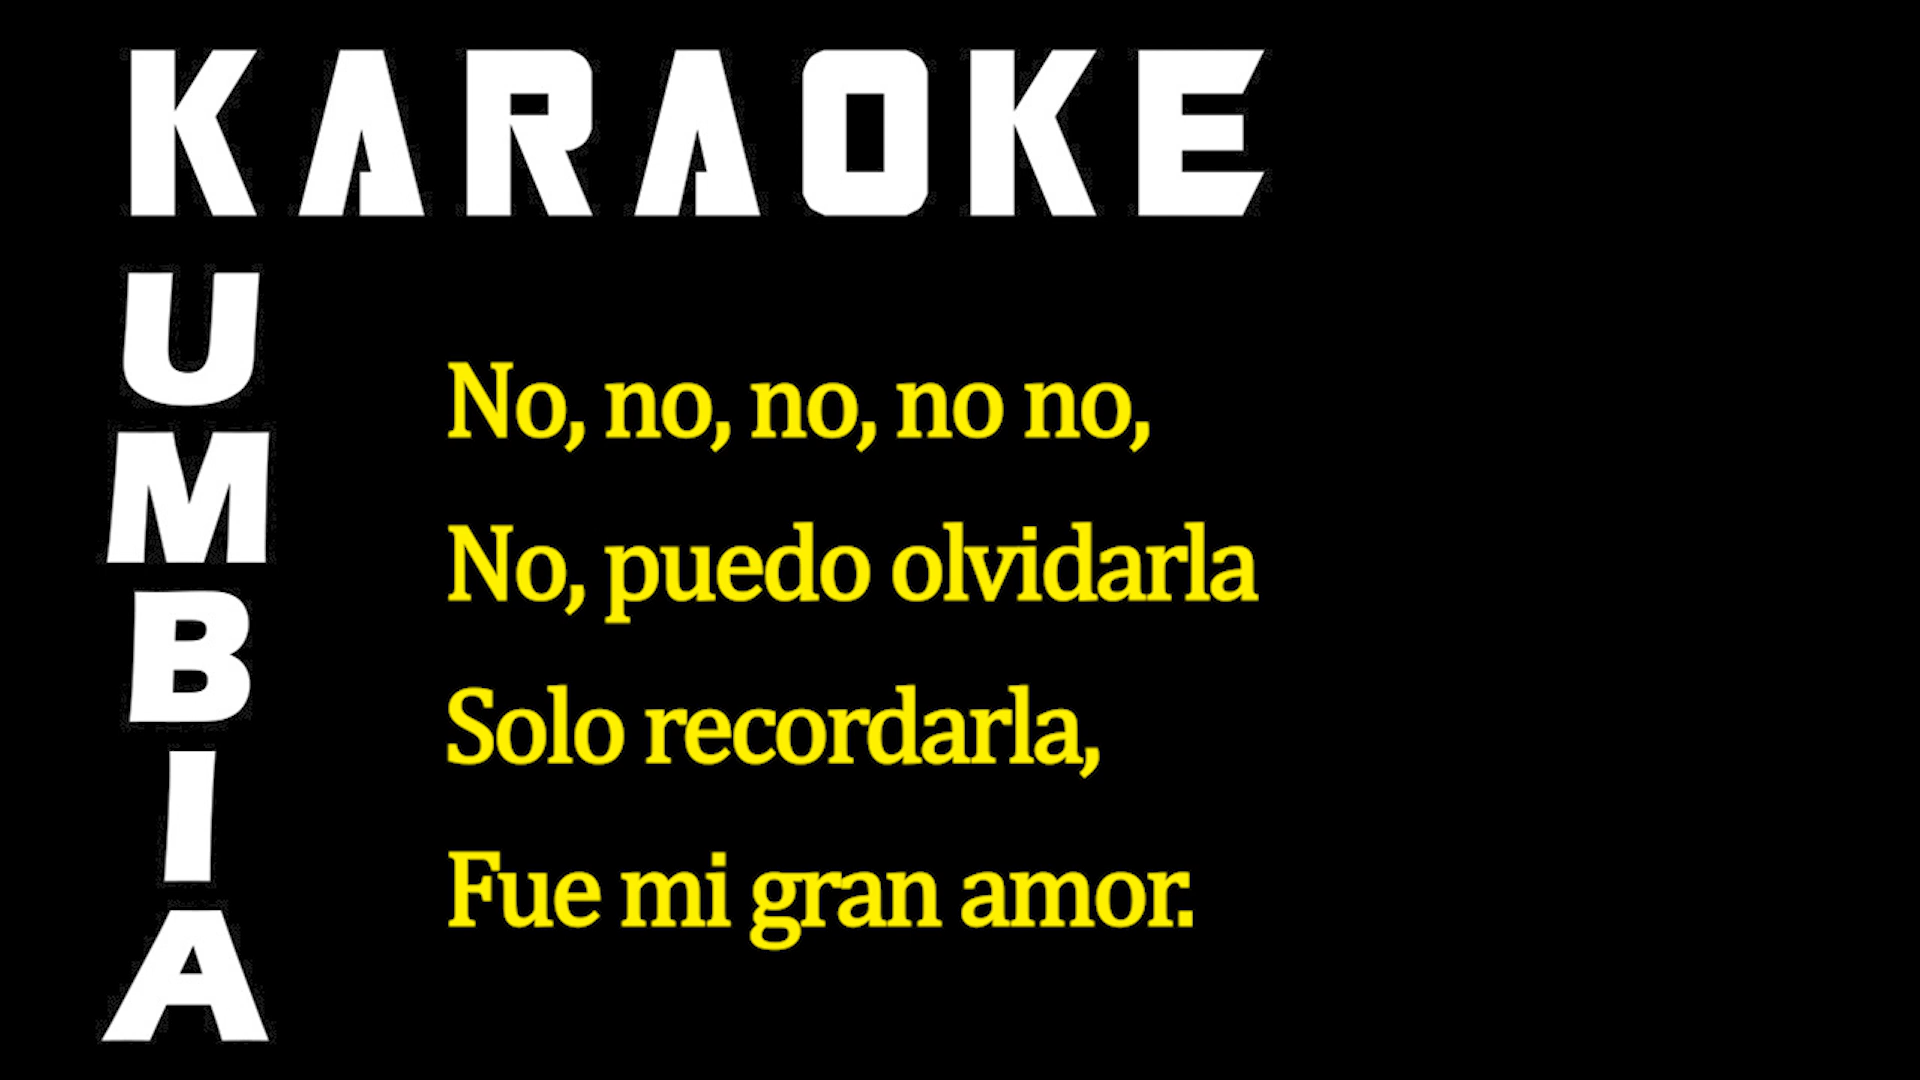 KARAOKE
KUMBIA
No, no, no, no no,
No, puedo olvidarla
Solo recordarla,
Fue mi gran amor.